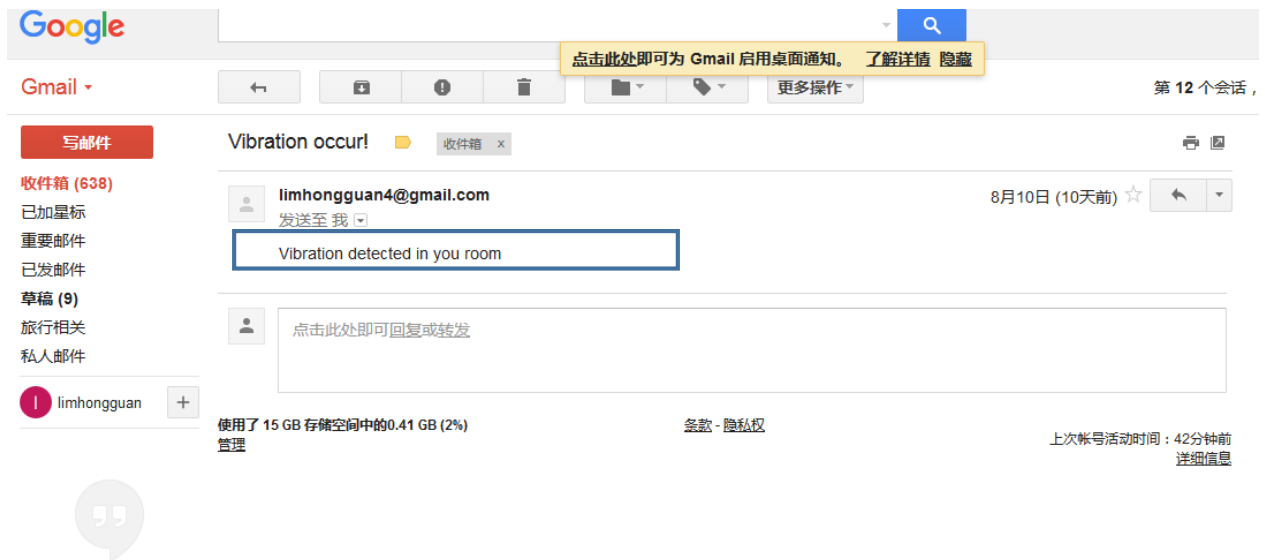 Google
点击此处即可为 Gmail 启用桌面通知。 了解详情 隐藏
Gmail
更多操作
第 12 个会话，
写邮件
Vibration occur!
收件箱 x
收件箱 (638)
已加星标
重要邮件
已发邮件
草稿 (9)
旅行相关
私人邮件
l limhongguan +
limhongguan4@gmail.com
8月10日 (10天前)
发送至 我
Vibration detected in you room
点击此处即可回复或转发
使用了 15 GB 存储空间中的0.41 GB (2%)
管理
条款 - 隐私权
上次帐号活动时间：42分钟前
详细信息